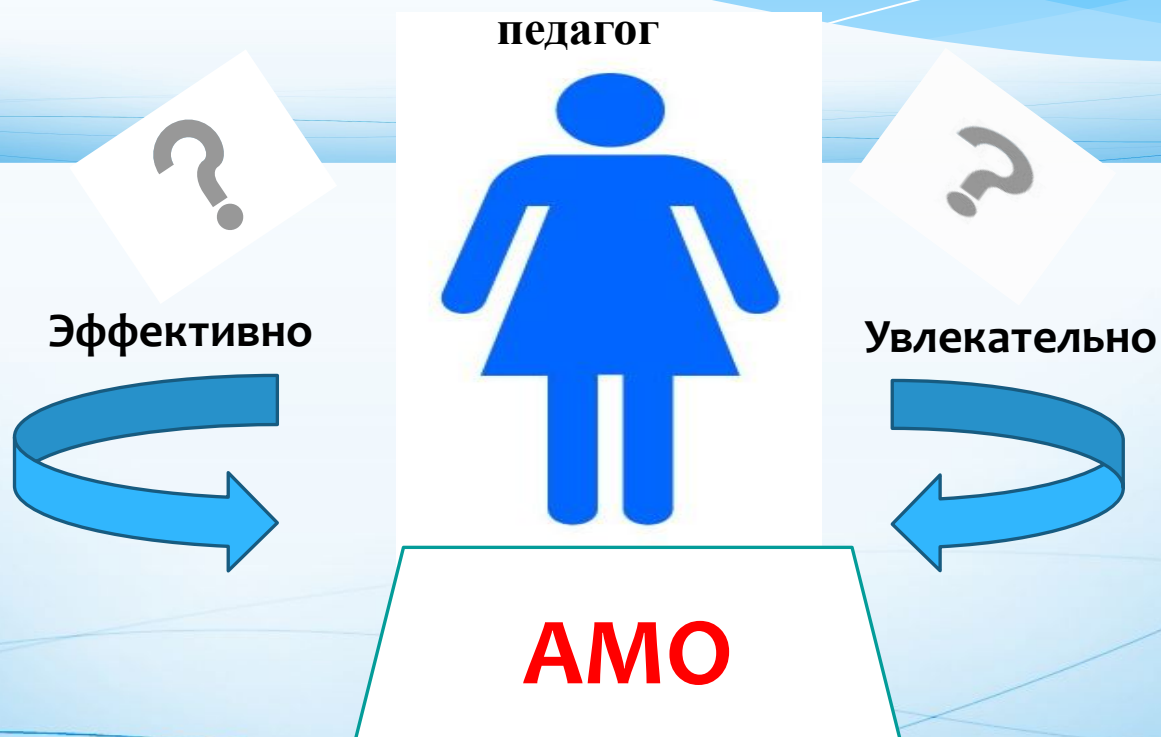 педагог
?
?
Эффективно
Увлекательно
АМО